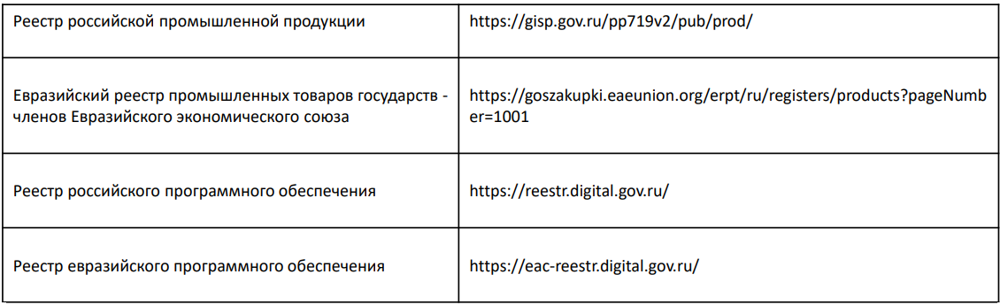 Реестр российской промышленной продукции
https://gisp.gov.ru/pp719v2/pub/prod/
Евразийский реестр промышленных товаров государств -
членов Евразийского экономического союза
https://goszakupki.eaeunion.org/erpt/ru/registers/products?pageNumb
er=1001
Реестр российского программного обеспечения
https://reestr.digital.gov.ru/
Реестр евразийского программного обеспечения
https://eac-reestr.digital.gov.ru/